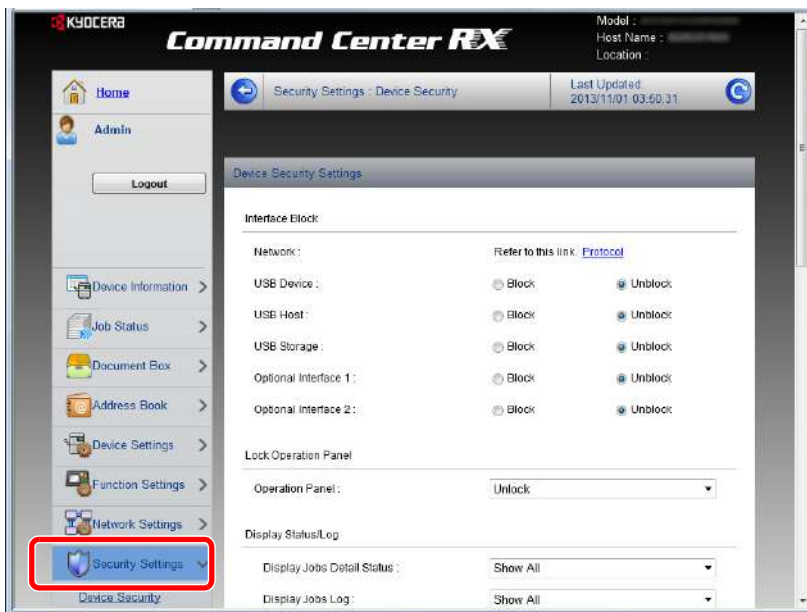 KYOCERA
Command Center RX
Model :
Host Name :
Location :
Home
Admin
Logout
Device Information
Job Status
Document Box
Address Book
Device Settings
Function Settings
Network Settings
Security Settings
Device Security
Security Settings : Device Security
Last Updated
2013/11/01 03:50:31
Device Security Settings
Interface Block
Network : Refer to this link. Protocol
USB Device : Block Unblock
USB Host : Block Unblock
USB Storage : Block Unblock
Optional Interface 1 : Block Unblock
Optional Interface 2 : Block Unblock
Lock Operation Panel
Operation Panel : Unlock
Display Status/Log
Display Jobs Detail Status : Show All
Display Jobs Log : Show All